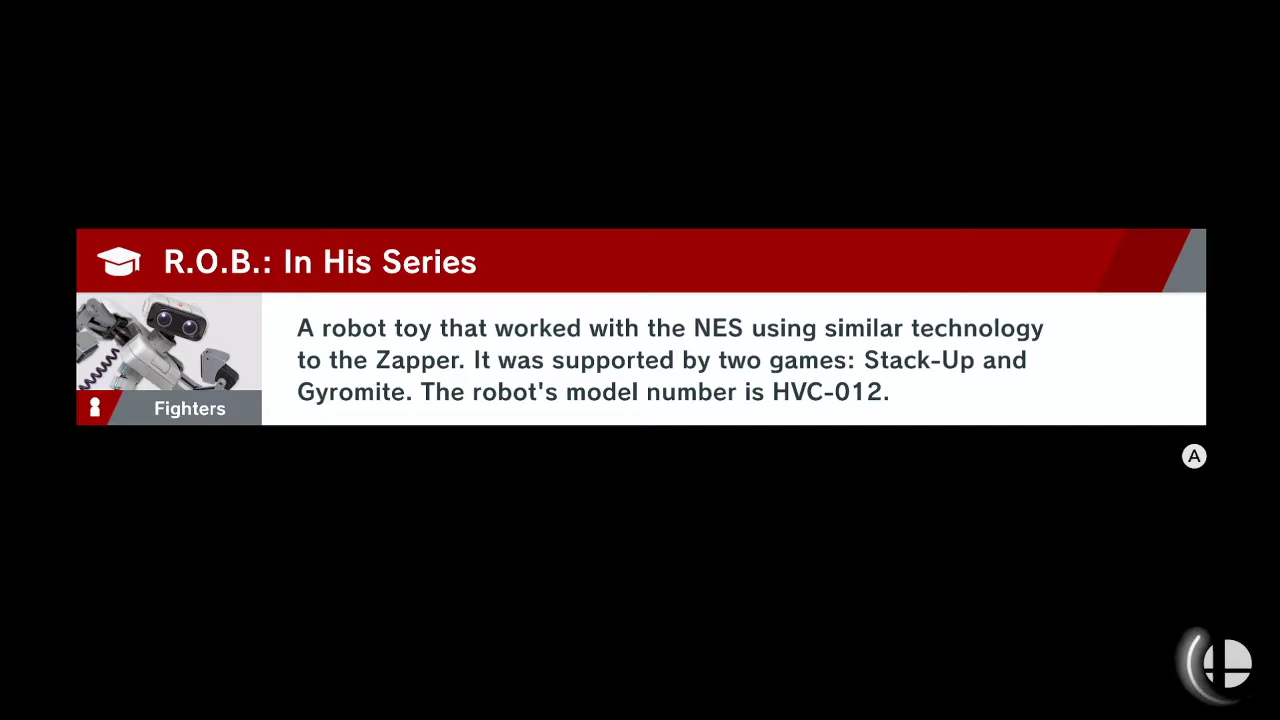 R.O.B.: In His Series
A robot toy that worked with the NES using similar technology
to the Zapper. It was supported by two games: Stack-Up and
Gyromite. The robot's model number is HVC-012.
Fighters
A